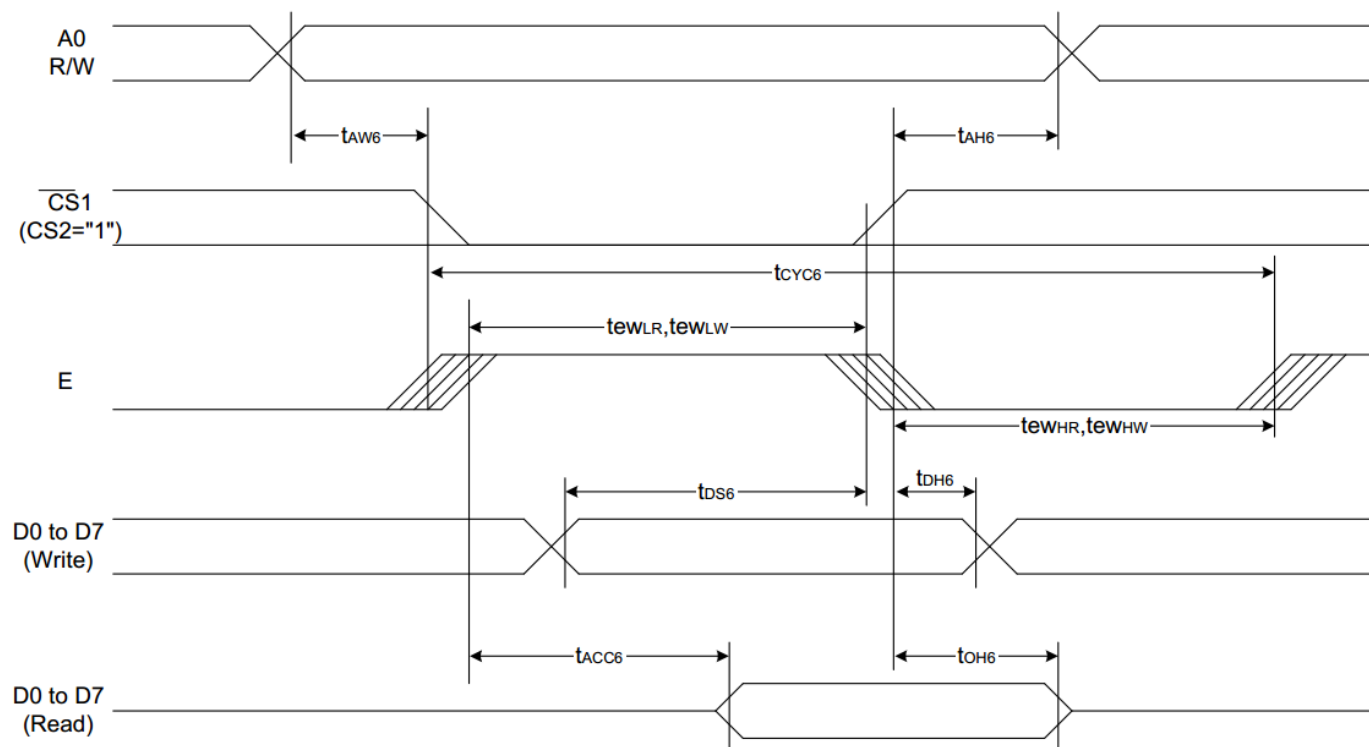 A0
R/W
tAW6
tAH6
CS1
(CS2="1")
tCYC6
tewLR,tewLW
E
tewHR,tewHW
tDS6
tDH6
D0 to D7
(Write)
tACC6
tOH6
D0 to D7
(Read)